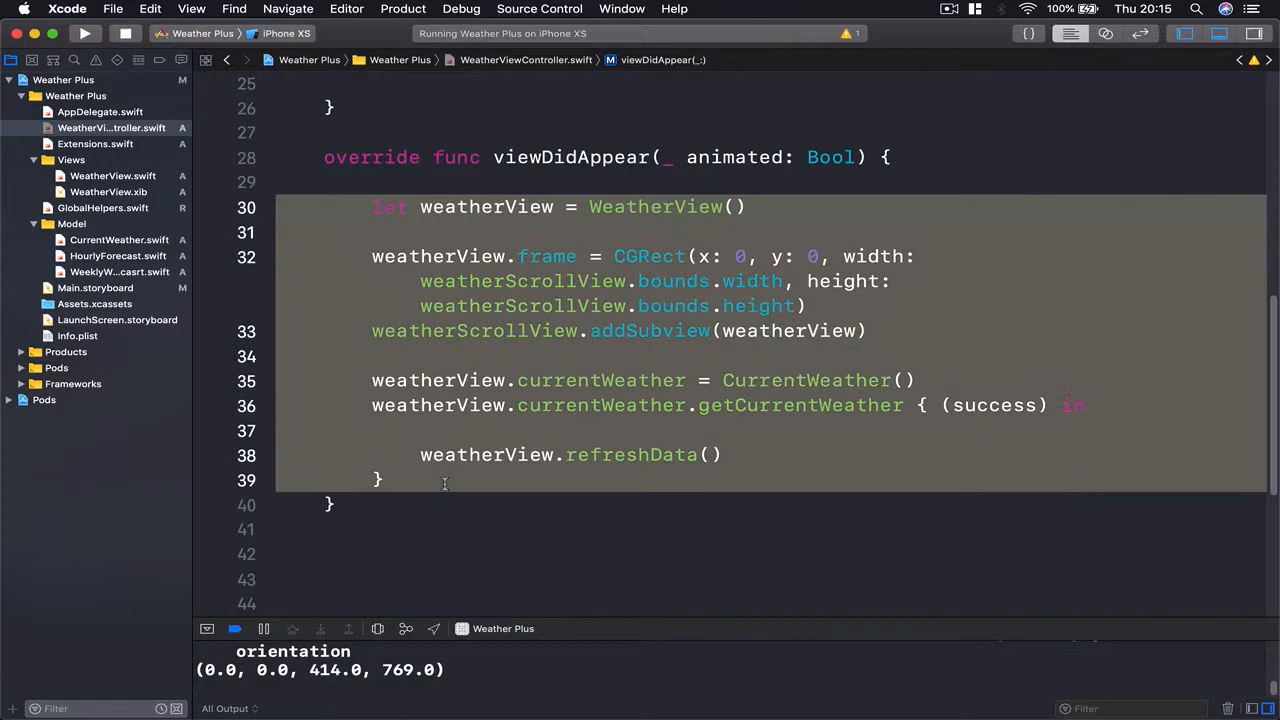 Xcode File Edit View Find Navigate Editor Product Debug Source Control Window Help 100% Thu 20:15
Weather Plus iPhone XS Running Weather Plus on iPhone XS 1
Weather Plus Weather Plus WeatherViewController.swift M viewDidAppear(_:)
Weather Plus M
Weather Plus
AppDelegate.swift
WeatherVi...troller.swift A
Extensions.swift A
Views
WeatherView.swift A
WeatherView.xib A
GlobalHelpers.swift R
Model
CurrentWeather.swift A
HourlyForecast.swift A
WeeklyW...casrt.swift A
Main.storyboard M
Assets.xcassets
LaunchScreen.storyboard
Info.plist
Products
Pods
Frameworks
Pods A
25
26 }
27
28 override func viewDidAppear(_ animated: Bool) {
29
30 let weatherView = WeatherView()
31
32 weatherView.frame = CGRect(x: 0, y: 0, width:
weatherScrollView.bounds.width, height:
weatherScrollView.bounds.height)
33 weatherScrollView.addSubview(weatherView)
34
35 weatherView.currentWeather = CurrentWeather()
36 weatherView.currentWeather.getCurrentWeather { (success) in
37
38 weatherView.refreshData()
39 }
40 }
41
42
43
44
Weather Plus
orientation
(0.0, 0.0, 414.0, 769.0)
Filter All Output Filter